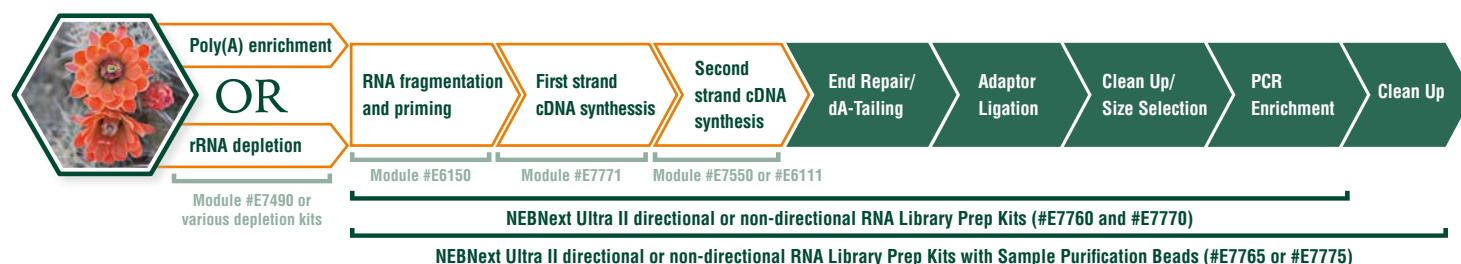 Poly(A) enrichment
OR
rRNA depletion
Module #E7490 or
various depletion kits
RNA fragmentation
and priming
Module #E6150
First strand
cDNA synthessis
Module #E7771
Second
strand cDNA
synthesis
Module #E7550 or #E6111
End Repair/
dA-Tailing
Adaptor
Ligation
Clean Up/
Size Selection
PCR
Enrichment
Clean Up
NEBNext Ultra II directional or non-directional RNA Library Prep Kits (#E7760 and #E7770)
NEBNext Ultra II directional or non-directional RNA Library Prep Kits with Sample Purification Beads (#E7765 or #E7775)